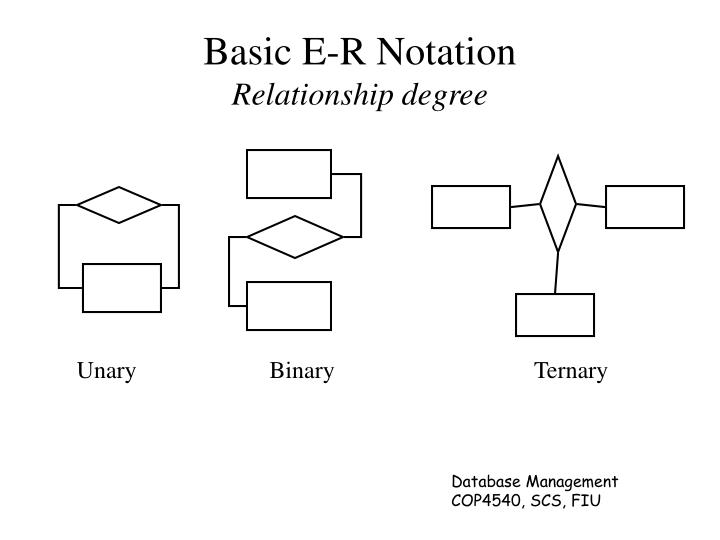 Basic E-R Notation
Relationship degree
Unary
Binary
Ternary
Database Management
COP4540, SCS, FIU